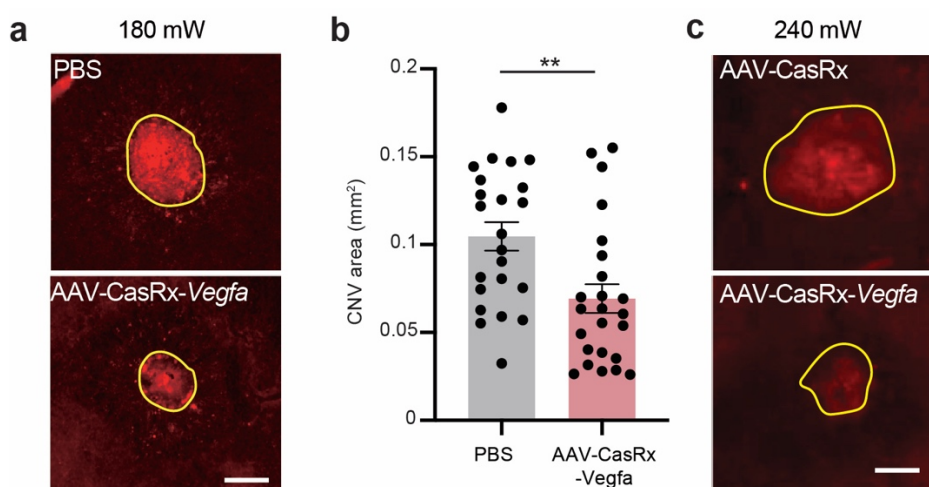 a
180 mW
PBS
AAV-CasRx-Vegfa
b
**
0.2
0.15
0.1
0.05
0
CNV area (mm²)
PBS
AAV-CasRx
-Vegfa
c
240 mW
AAV-CasRx
AAV-CasRx-Vegfa